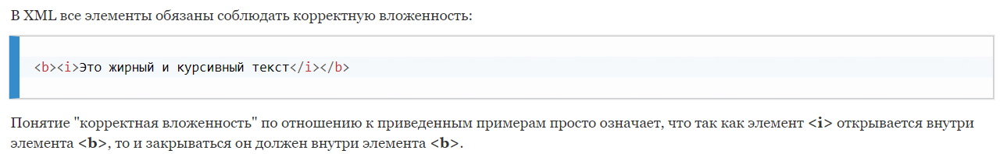 В XML все элементы обязаны соблюдать корректную вложенность:
<b><i>Это жирный и курсивный текст</i></b>
Понятие "корректная вложенность" по отношению к приведенным примерам просто означает, что так как элемент <i> открывается внутри
элемента <b>, то и закрываться он должен внутри элемента <b>.